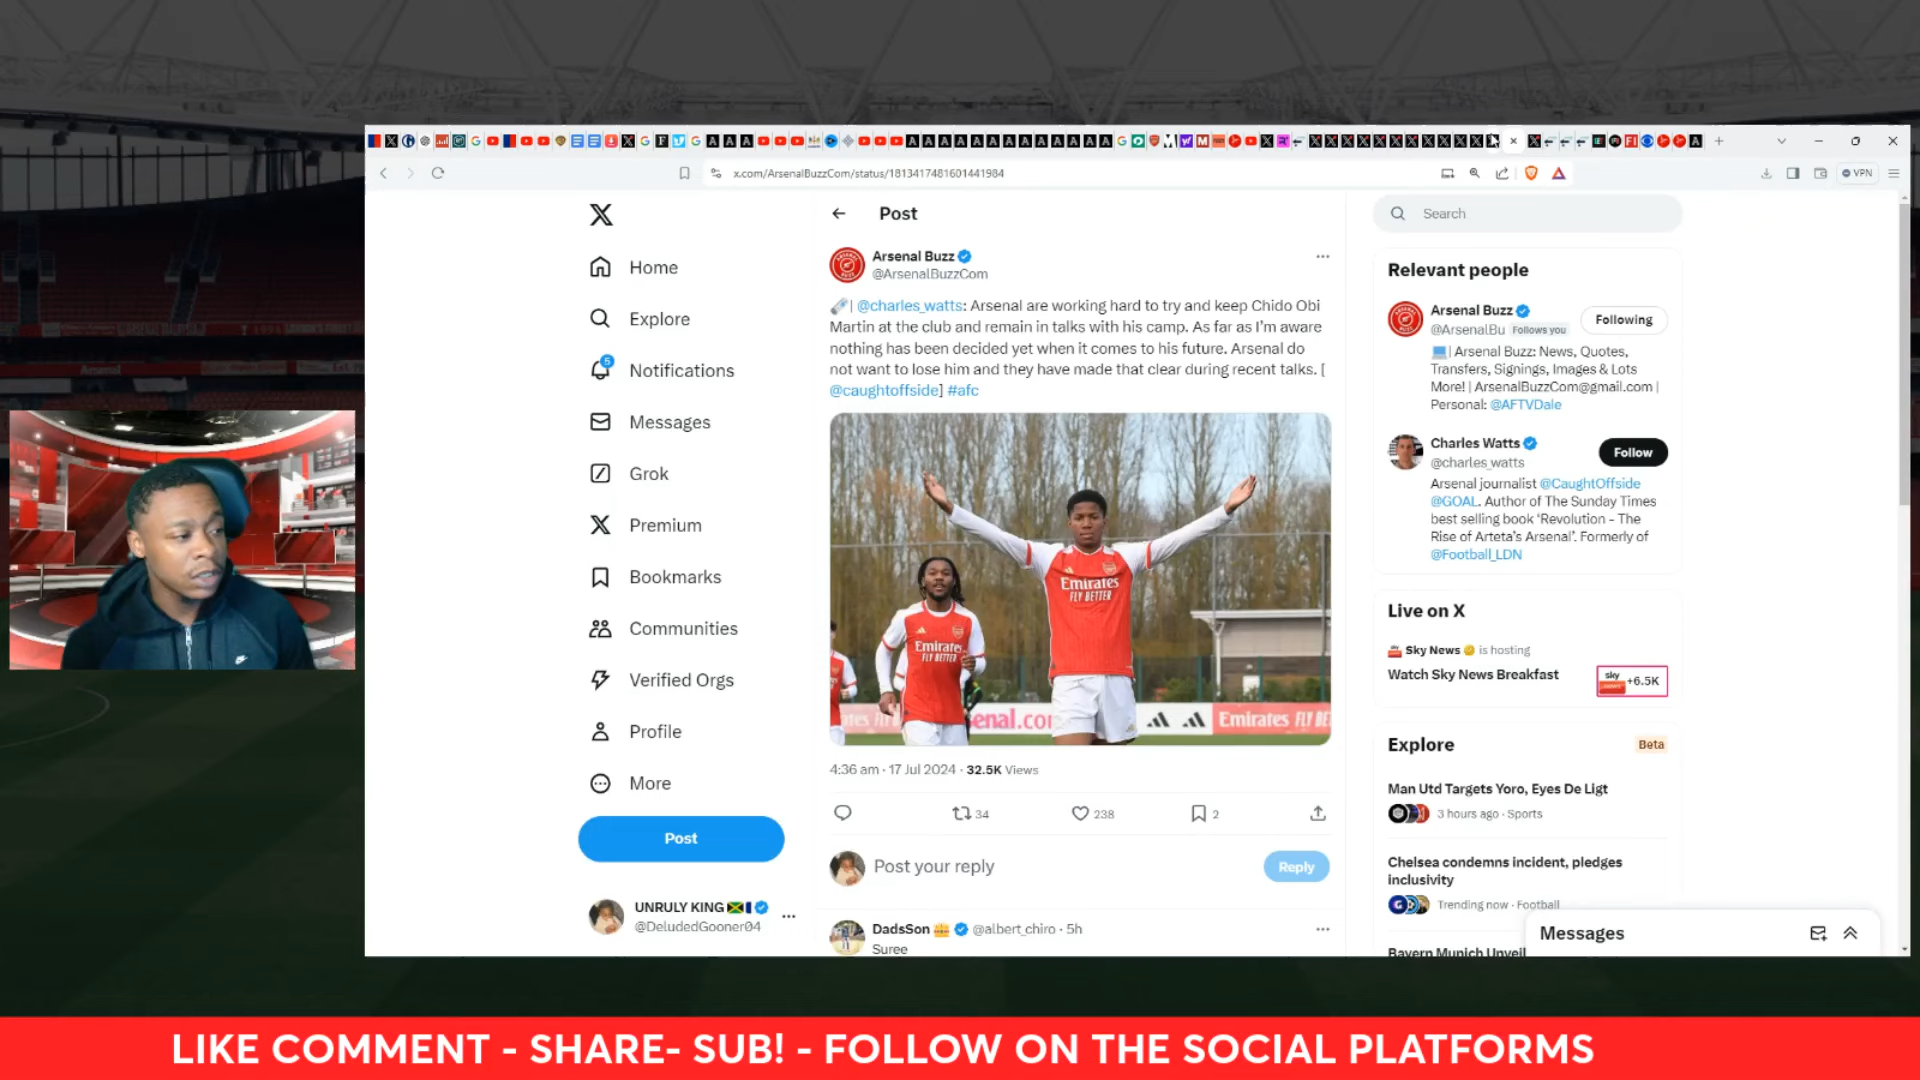 x.com/ArsenalBuzzCom/status/1813417481601441984
VPN
Home
Explore
5
Notifications
Messages
Grok
Premium
Bookmarks
Communities
Verified Orgs
Profile
More
Post
UNRULY KING
@DeludedGooner04
Post
Arsenal Buzz
@ArsenalBuzzCom
| @charles_watts: Arsenal are working hard to try and keep Chido Obi
Martin at the club and remain in talks with his camp. As far as I'm aware
nothing has been decided yet when it comes to his future. Arsenal do
not want to lose him and they have made that clear during recent talks. [
@caughtoffside] #afc
Emirates
FLY BETTER
Emirates
FLY BETTER
enal.co
Emirates FLY BE
4:36 am · 17 Jul 2024 · 32.5K Views
34
238
2
Post your reply
Reply
DadsSon @albert_chiro · 5h
Suree
Search
Relevant people
Arsenal Buzz
@ArsenalBu Follows you
Following
| Arsenal Buzz: News, Quotes,
Transfers, Signings, Images & Lots
More! | ArsenalBuzzCom@gmail.com |
Personal: @AFTVDale
Charles Watts
@charles_watts
Follow
Arsenal journalist @CaughtOffside
@GOAL. Author of The Sunday Times
best selling book 'Revolution - The
Rise of Arteta's Arsenal'. Formerly of
@Football_LDN
Live on X
Sky News is hosting
Watch Sky News Breakfast
sky
+6.5K
Explore
Beta
Man Utd Targets Yoro, Eyes De Ligt
3 hours ago · Sports
Chelsea condemns incident, pledges
inclusivity
Trending now · Football
Bayern Munich Unveil
Messages
Arsenal
LIKE COMMENT - SHARE- SUB! - FOLLOW ON THE SOCIAL PLATFORMS